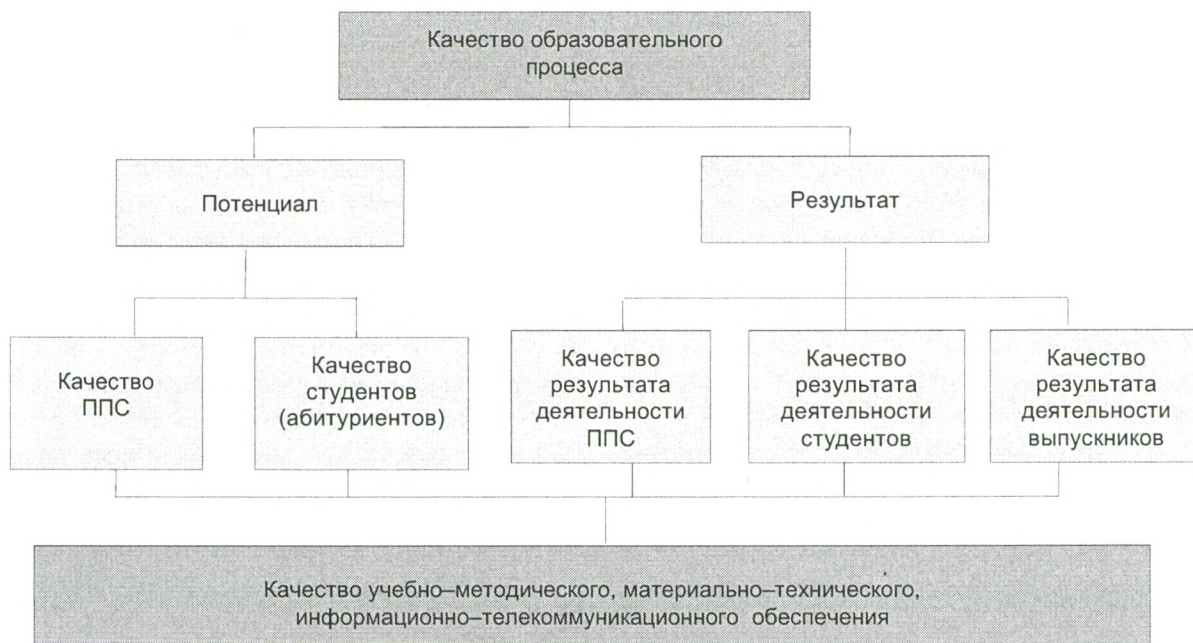 Качество образовательного
процесса
Потенциал
Результат
Качество
ППС
Качество
студентов
(абитуриентов)
Качество
результата
деятельности
ППС
Качество
результата
деятельности
студентов
Качество
результата
деятельности
выпускников
Качество учебно–методического, материально–технического,
информационно–телекоммуникационного обеспечения